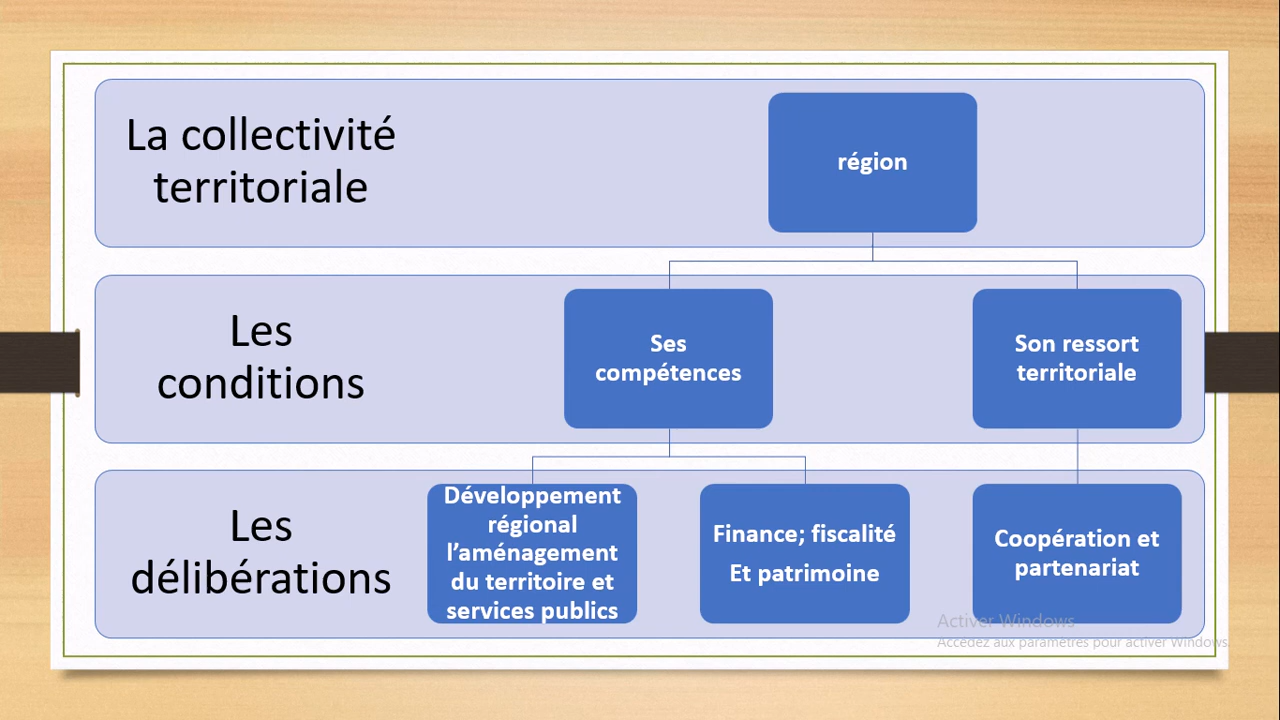 La collectivité
territoriale
région
Les
conditions
Ses
compétences
Son ressort
territoriale
Les
délibérations
Développement
régional
l’aménagement
du territoire et
services publics
Finance; fiscalité
Et patrimoine
Coopération et
partenariat
Activer Windows
Accédez aux paramètres pour activer Windows.